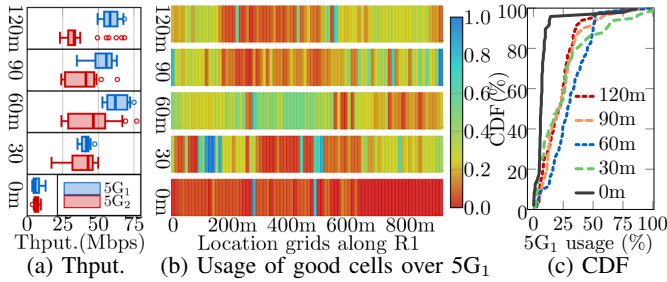 120m
90
60m
30
0m
5G1
5G2
0 25 50 75
Thput.(Mbps)
(a) Thput.
120m
90
60m
30
0m
0 200m 400m 600m 800m
Location grids along R1
(b) Usage of good cells over 5G1
1.0
0.8
0.6
0.4
0.2
0.0
CDF(%)
100
80
60
40
20
0
120m
90m
60m
30m
0m
0 25 50 75 100
5G1 usage (%)
(c) CDF